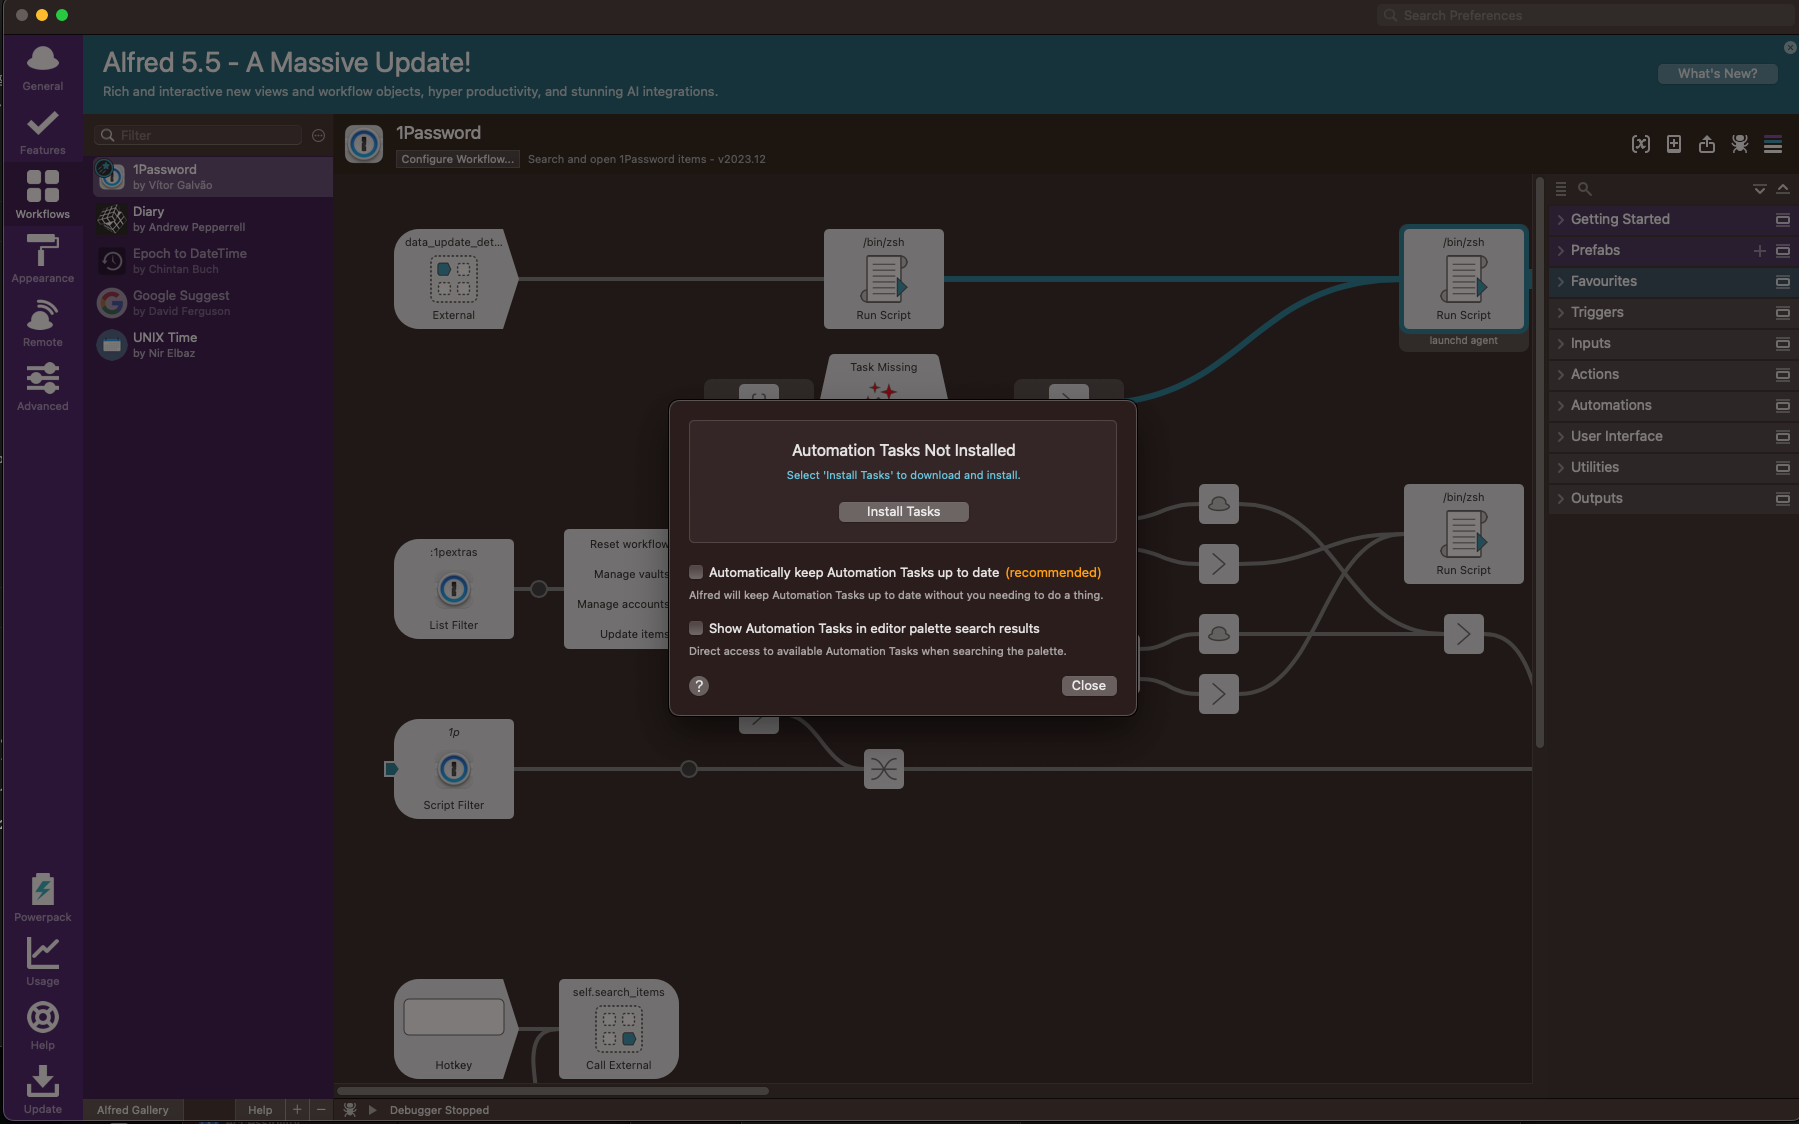 Search Preferences
General
Features
Workflows
Appearance
Remote
Advanced
Powerpack
Usage
Help
Update
Alfred 5.5 - A Massive Update!
Rich and interactive new views and workflow objects, hyper productivity, and stunning AI integrations.
What's New?
Filter
1Password
by Vítor Galvão
Diary
by Andrew Pepperrell
Epoch to DateTime
by Chintan Buch
Google Suggest
by David Ferguson
UNIX Time
by Nir Elbaz
Alfred Gallery
Help
+
−
1Password
Configure Workflow...
Search and open 1Password items - v2023.12
data_update_det...
External
/bin/zsh
Run Script
/bin/zsh
Run Script
launchd agent
Task Missing
:1pextras
List Filter
Reset workflow
Manage vaults
Manage accounts
Update items
/bin/zsh
Run Script
1p
Script Filter
Hotkey
self.search_items
Call External
Automation Tasks Not Installed
Select 'Install Tasks' to download and install.
Install Tasks
Automatically keep Automation Tasks up to date (recommended)
Alfred will keep Automation Tasks up to date without you needing to do a thing.
Show Automation Tasks in editor palette search results
Direct access to available Automation Tasks when searching the palette.
?
Close
Getting Started
Prefabs
Favourites
Triggers
Inputs
Actions
Automations
User Interface
Utilities
Outputs
Debugger Stopped